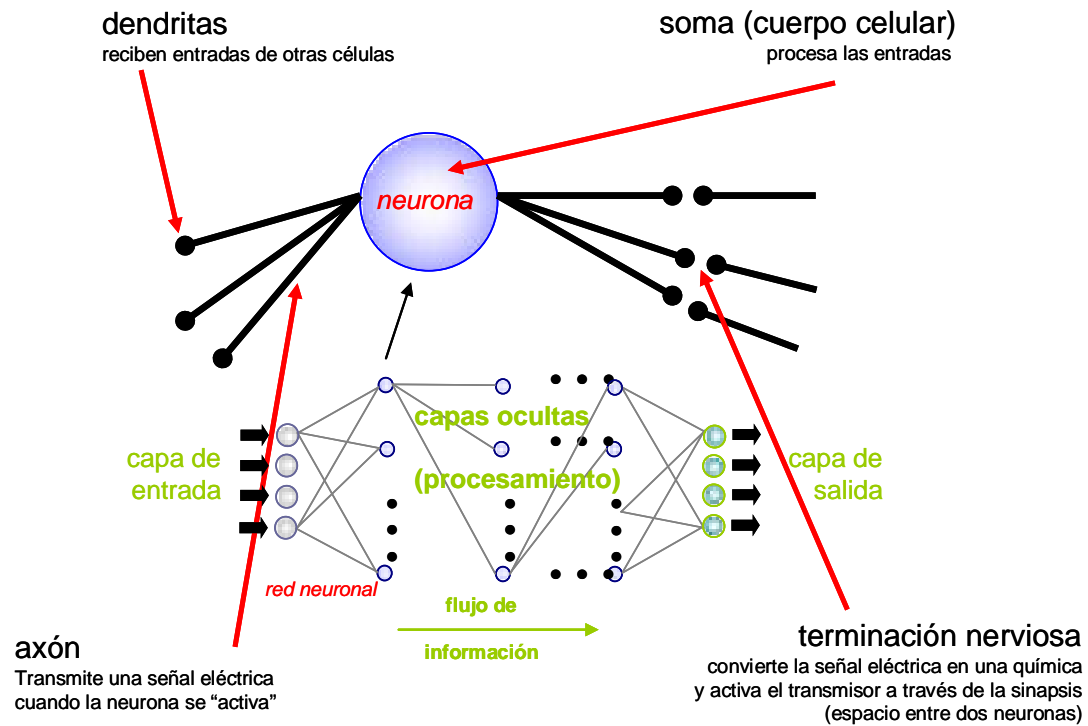 dendritas
reciben entradas de otras células
soma (cuerpo celular)
procesa las entradas
neurona
capas ocultas
(procesamiento)
capa de
entrada
capa de
salida
red neuronal
flujo de
información
axón
Transmite una señal eléctrica
cuando la neurona se “activa”
terminación nerviosa
convierte la señal eléctrica en una química
y activa el transmisor a través de la sinapsis
(espacio entre dos neuronas)